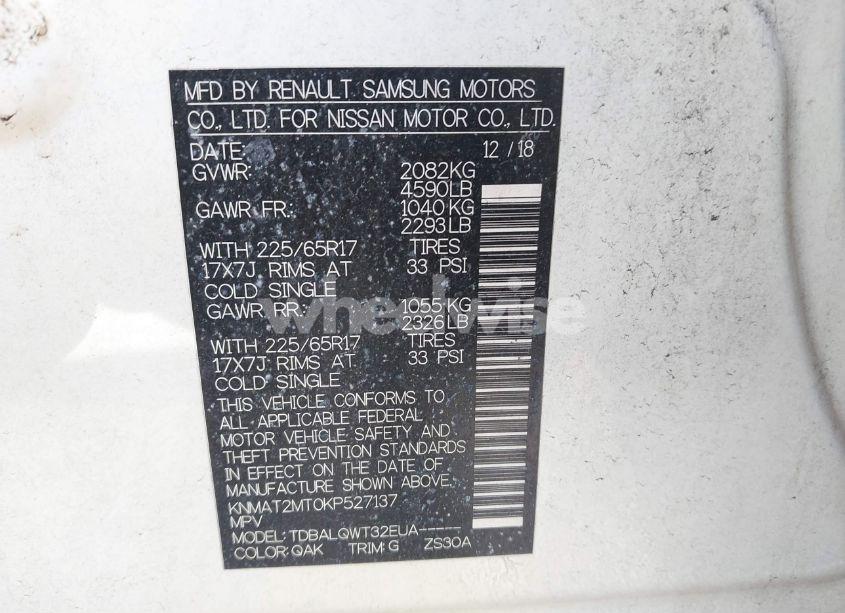 MFD BY RENAULT SAMSUNG MOTORS
CO., LTD. FOR NISSAN MOTOR CO., LTD.
DATE: 12 / 18
GVWR: 2082KG
4590LB
GAWR FR.: 1040KG
2293LB
WITH 225/65R17 TIRES
17X7J RIMS AT 33 PSI
COLD SINGLE
GAWR RR.: 1055KG
2326LB
WITH 225/65R17 TIRES
17X7J RIMS AT 33 PSI
COLD SINGLE
THIS VEHICLE CONFORMS TO
ALL APPLICABLE FEDERAL
MOTOR VEHICLE SAFETY AND
THEFT PREVENTION STANDARDS
IN EFFECT ON THE DATE OF
MANUFACTURE SHOWN ABOVE.
KNMAT2MT0KP527137
MPV
MODEL: TDBALQWT32EUA-----
COLOR: QAK TRIM: G ZS30A
wheelwise